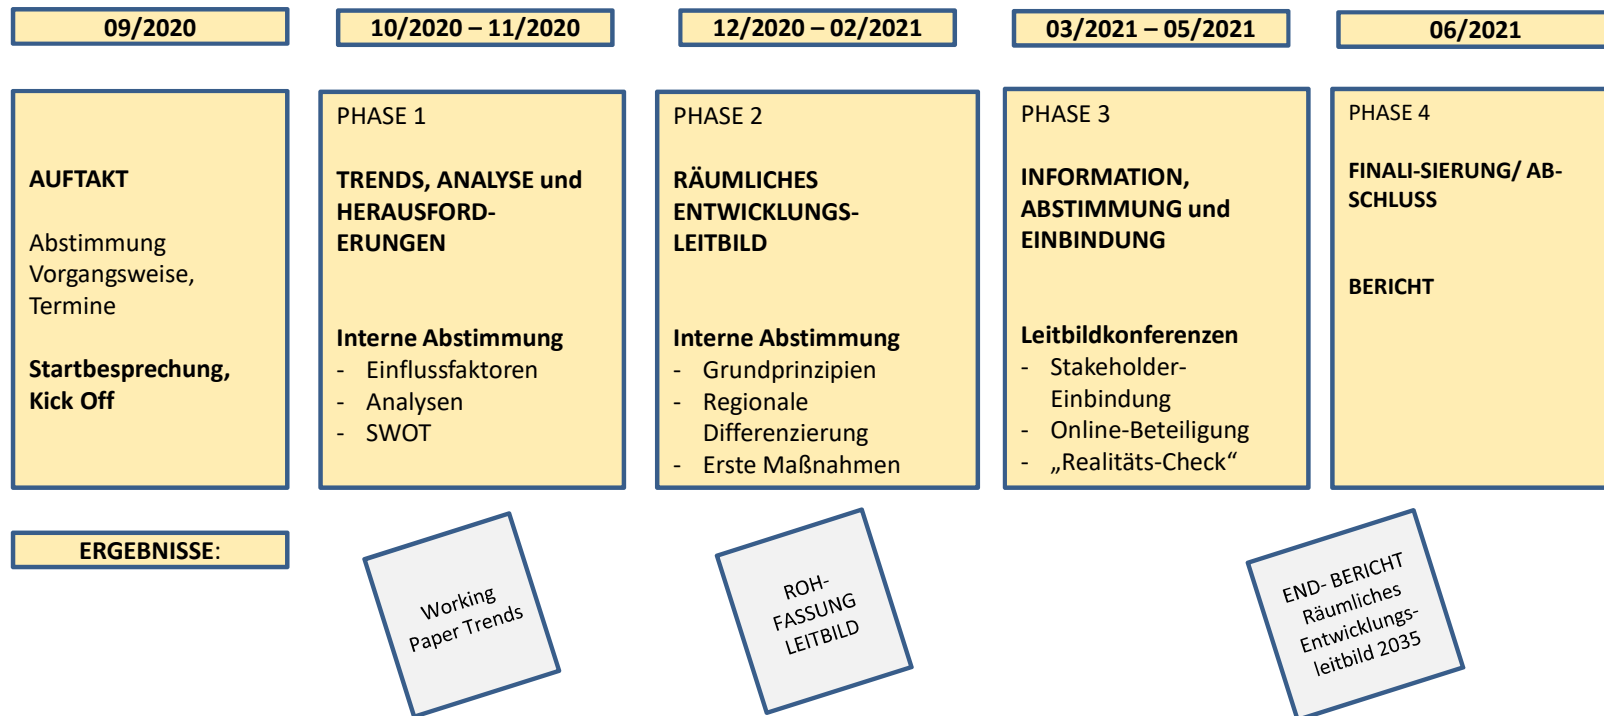 09/2020
10/2020 – 11/2020
12/2020 – 02/2021
03/2021 – 05/2021
06/2021
AUFTAKT
Abstimmung
Vorgangsweise,
Termine
Startbesprechung,
Kick Off
PHASE 1
TRENDS, ANALYSE und
HERAUSFORD-
ERUNGEN
Interne Abstimmung
- Einflussfaktoren
- Analysen
- SWOT
PHASE 2
RÄUMLICHES
ENTWICKLUNGS-
LEITBILD
Interne Abstimmung
- Grundprinzipien
- Regionale
Differenzierung
- Erste Maßnahmen
PHASE 3
INFORMATION,
ABSTIMMUNG und
EINBINDUNG
Leitbildkonferenzen
- Stakeholder-
Einbindung
- Online-Beteiligung
- „Realitäts-Check“
PHASE 4
FINALI-SIERUNG/ AB-
SCHLUSS
BERICHT
ERGEBNISSE:
Working
Paper Trends
ROH-
FASSUNG
LEITBILD
END- BERICHT
Räumliches
Entwicklungs-
leitbild 2035